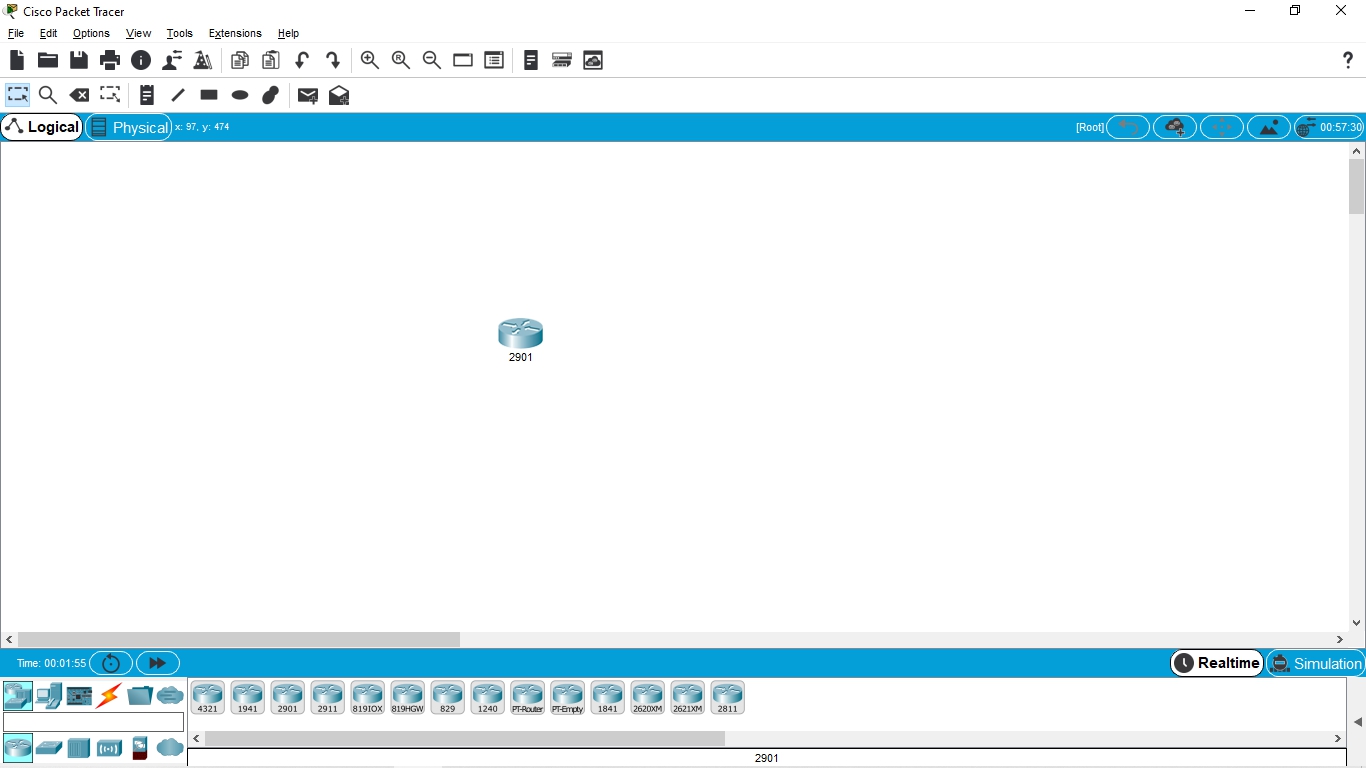 Cisco Packet Tracer
File Edit Options View Tools Extensions Help
Logical Physical x: 97, y: 474 [Root] 00:57:30
2901
Time: 00:01:55 Realtime Simulation
4321 1941 2901 2911 819IOX 819HGW 829 1240 PT-Router PT-Empty 1841 2620XM 2621XM 2811
2901